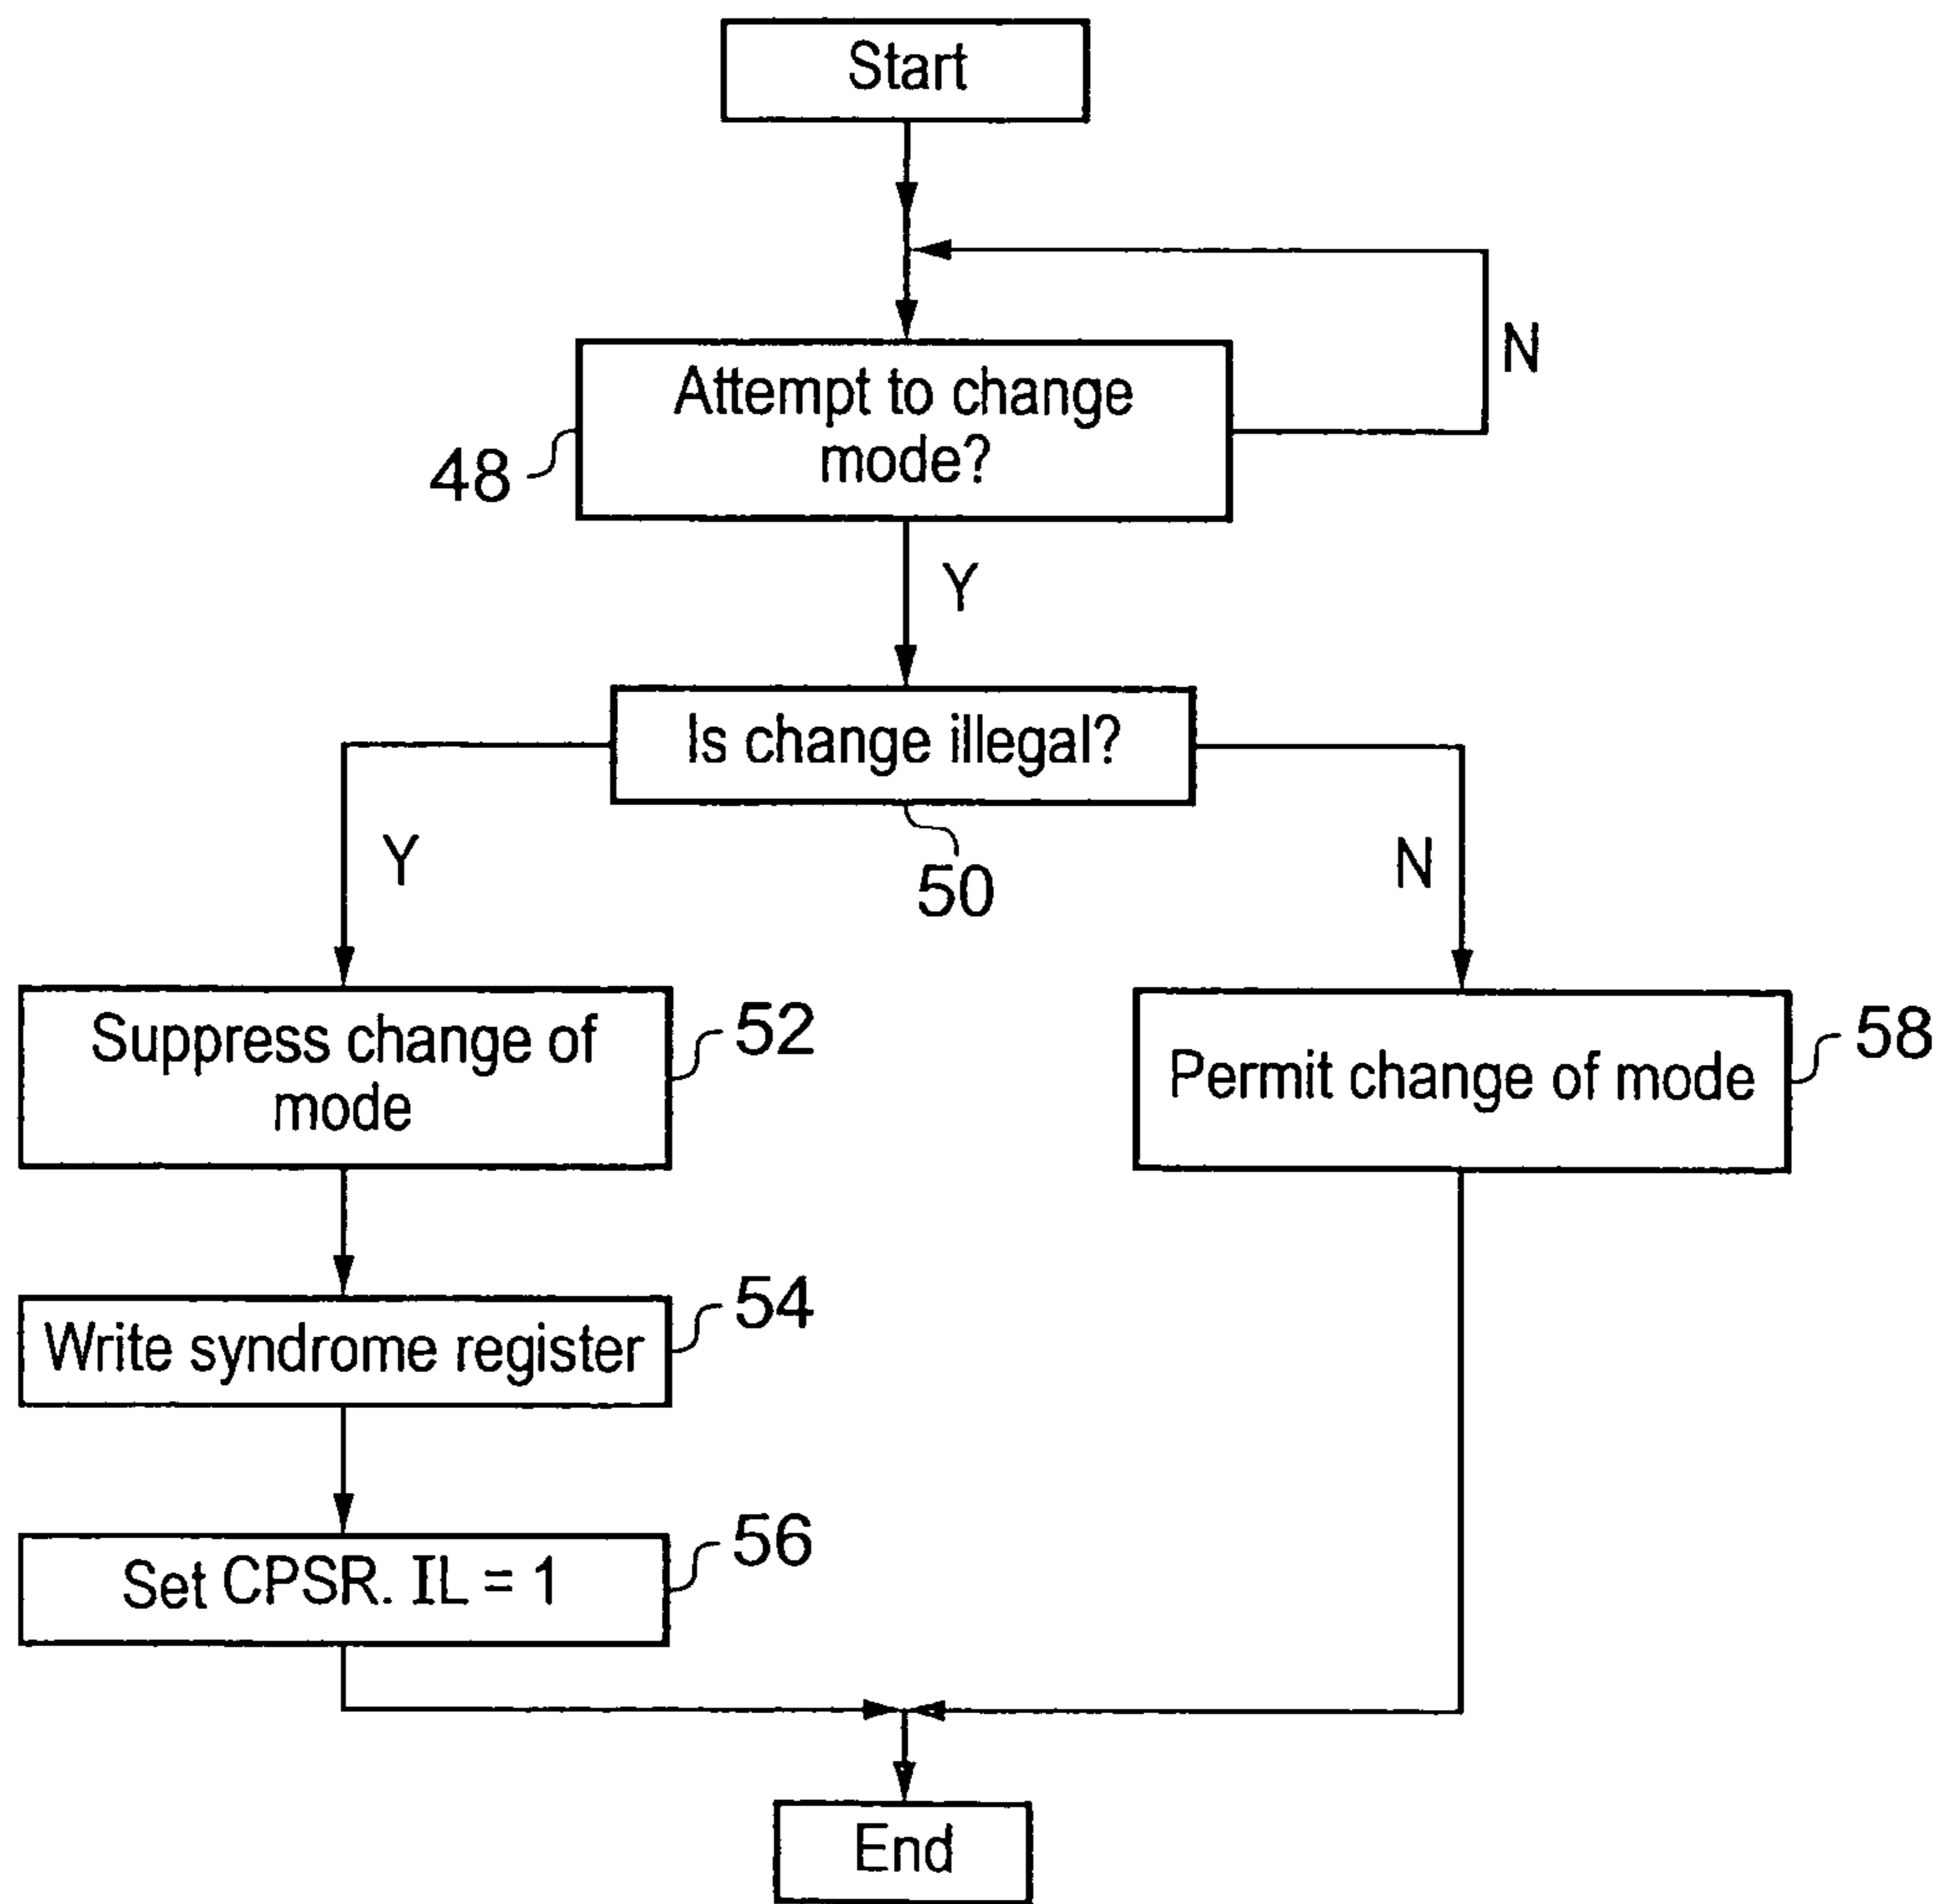 Start
N
Attempt to change
mode?
48
Y
Is change illegal?
50
Y
N
Suppress change of
mode
52
58
Permit change of mode
54
Write syndrome register
56
Set CPSR. IL = 1
End